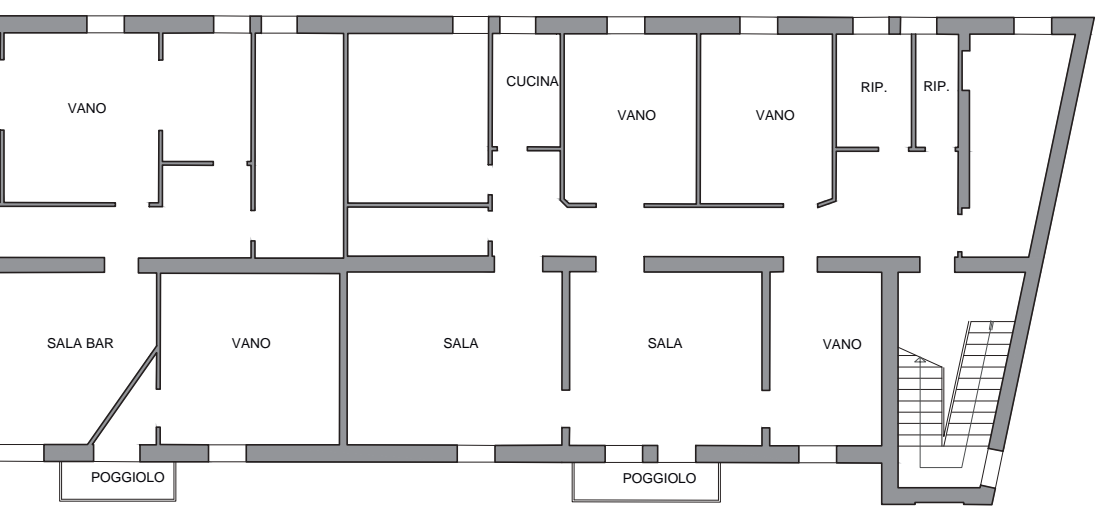 CUCINA
RIP.
RIP.
VANO
VANO
VANO
SALA BAR
VANO
SALA
SALA
VANO
POGGIOLO
POGGIOLO